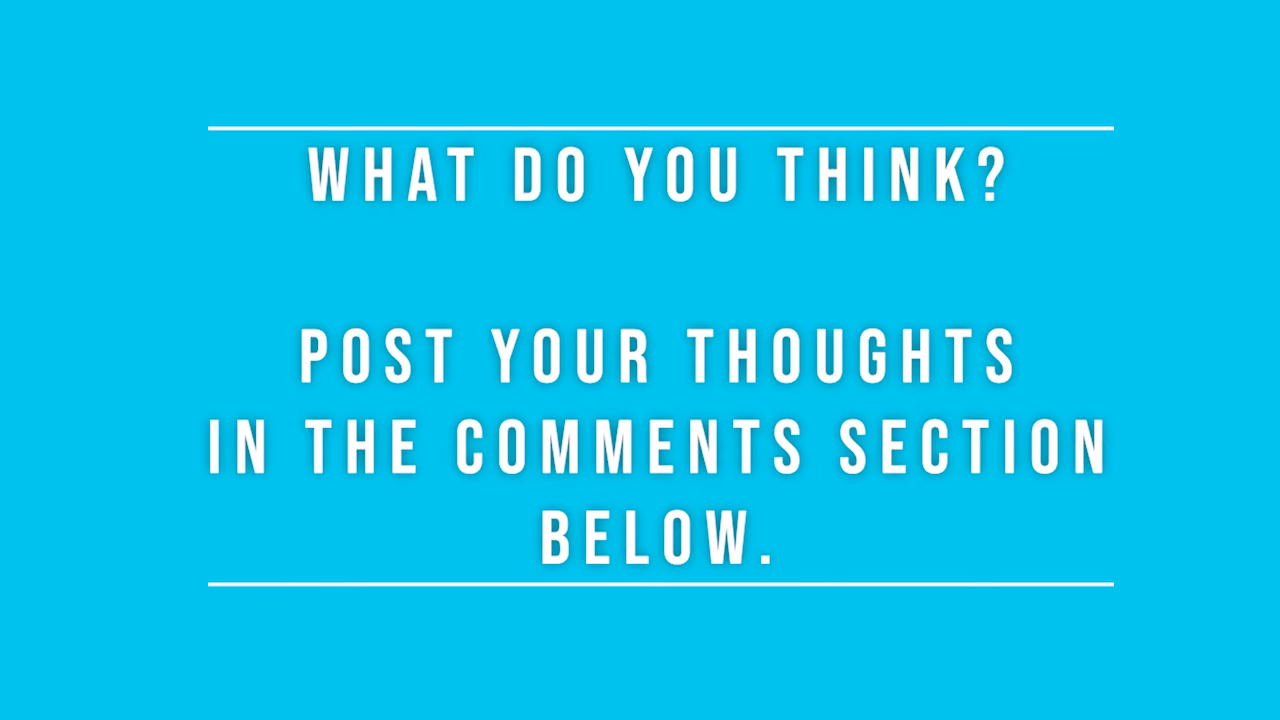 WHAT DO YOU THINK?
POST YOUR THOUGHTS
IN THE COMMENTS SECTION
BELOW.